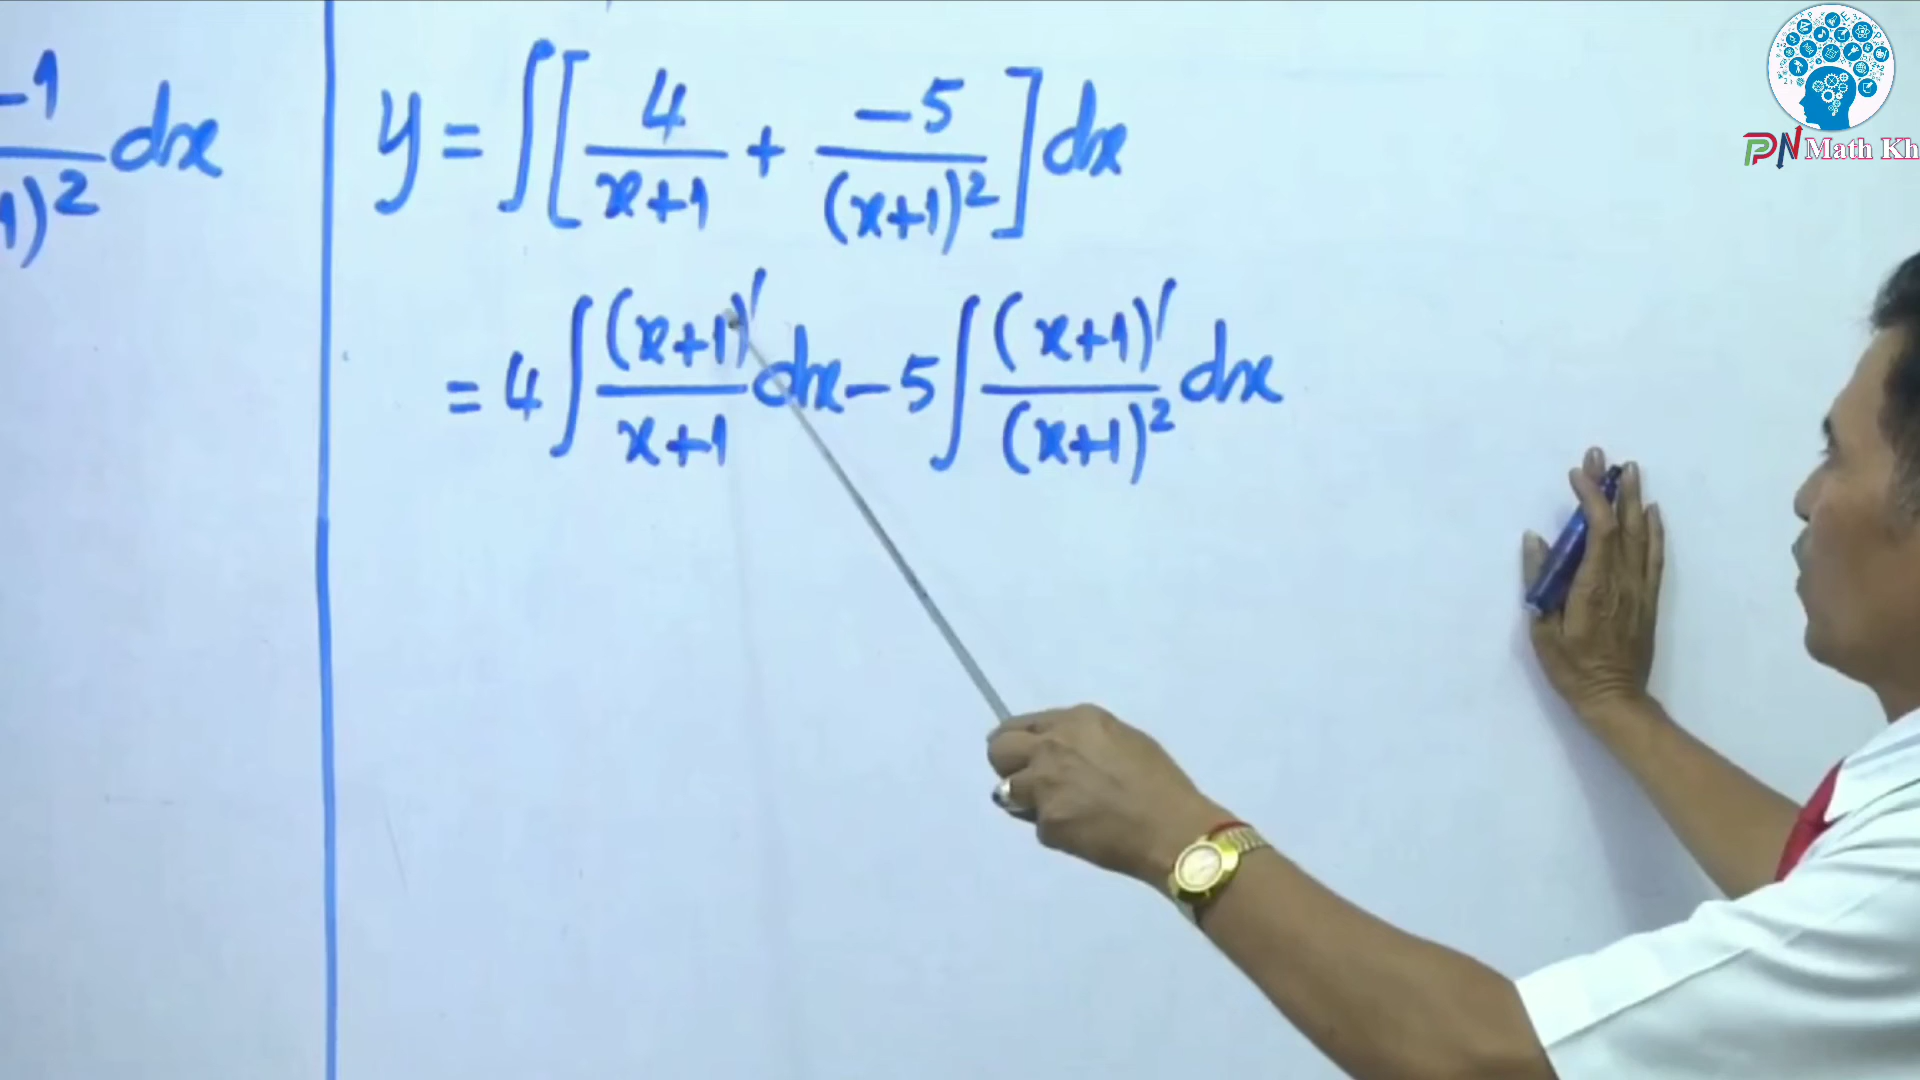 -1
/(1)² dx
y = ∫[4/(x+1) + -5/(x+1)²]dx
= 4∫(x+1)'/(x+1) dx - 5∫(x+1)'/(x+1)² dx
PN Math Kh